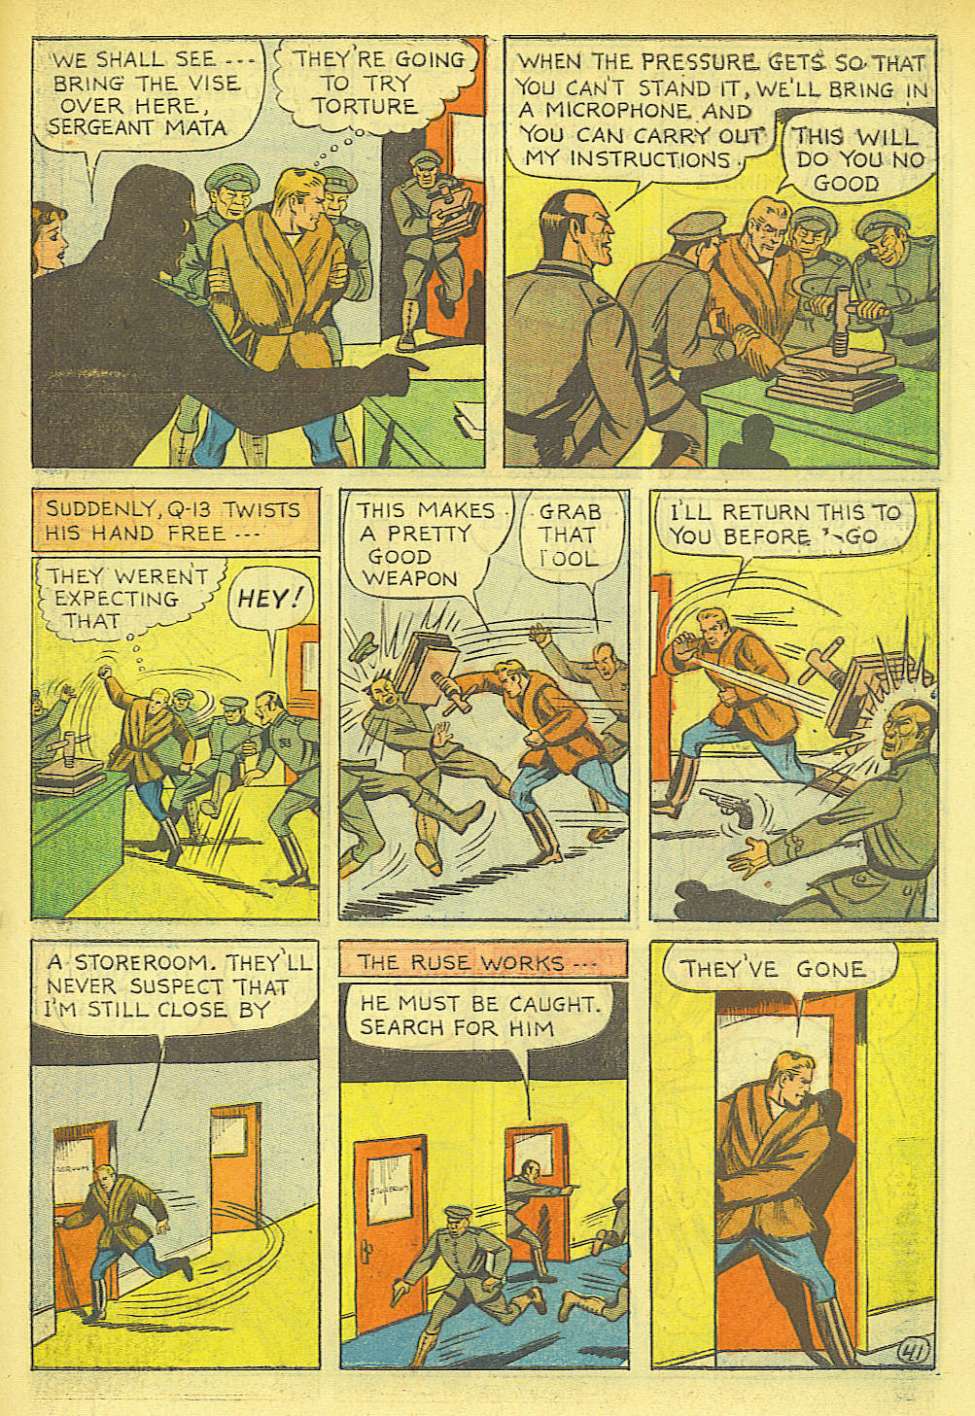 WE SHALL SEE ---
BRING THE VISE
OVER HERE,
SERGEANT MATA
THEY'RE GOING
TO TRY
TORTURE
WHEN THE PRESSURE GETS SO THAT
YOU CAN'T STAND IT, WE'LL BRING IN
A MICROPHONE AND
YOU CAN CARRY OUT
MY INSTRUCTIONS.
THIS WILL
DO YOU NO
GOOD
SUDDENLY, Q-13 TWISTS
HIS HAND FREE ---
THEY WEREN'T
EXPECTING
THAT
HEY!
THIS MAKES
A PRETTY
GOOD
WEAPON
GRAB
THAT
TOOL
I'LL RETURN THIS TO
YOU BEFORE I GO
A STOREROOM. THEY'LL
NEVER SUSPECT THAT
I'M STILL CLOSE BY
STOREROOM
THE RUSE WORKS ---
HE MUST BE CAUGHT.
SEARCH FOR HIM
STOREROOM
THEY'VE GONE
41